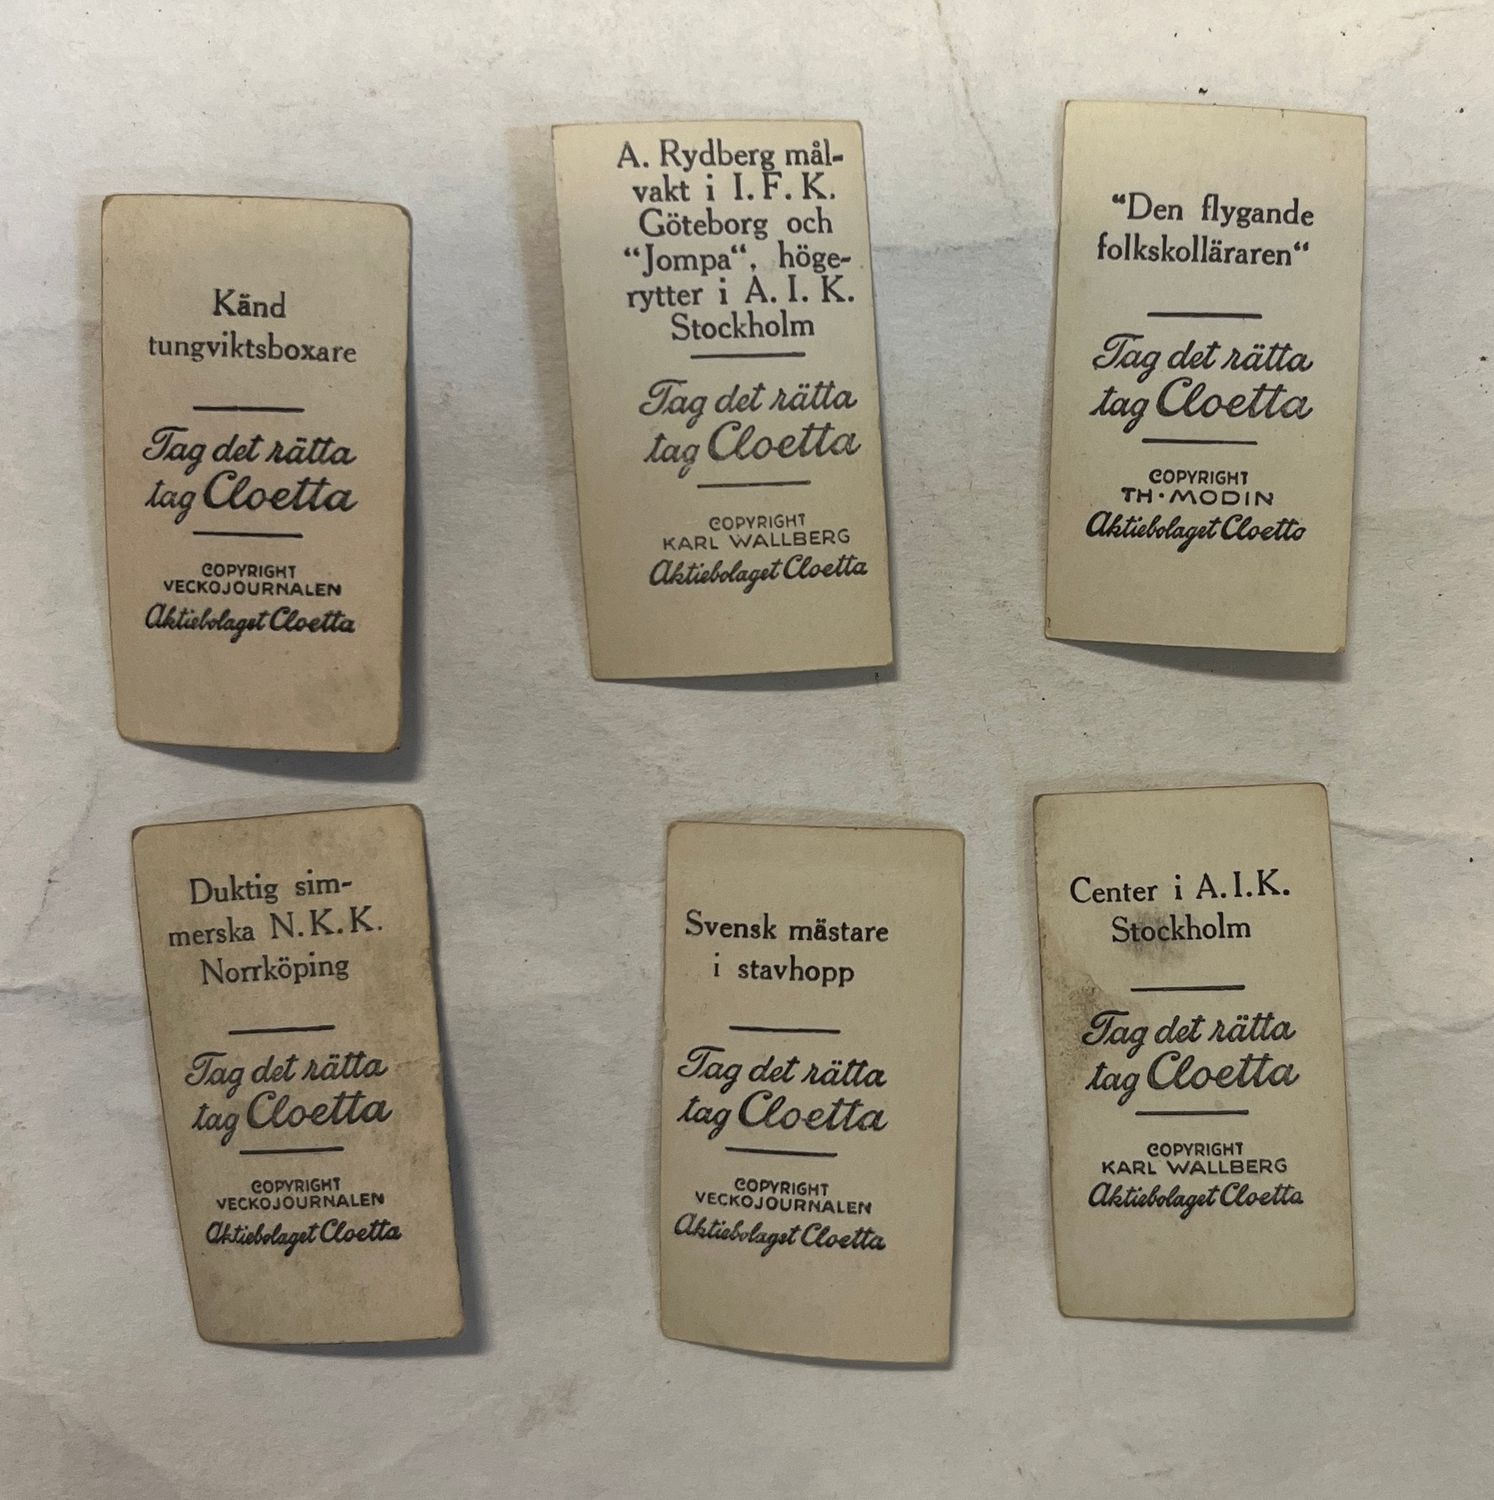 Känd
tungviktsboxare
Tag det rätta
tag Cloetta
COPYRIGHT
VECKOJOURNALEN
Aktiebolaget Cloetta
A. Rydberg mål-
vakt i I. F. K.
Göteborg och
“Jompa“, höge-
rytter i A. I. K.
Stockholm
Tag det rätta
tag Cloetta
COPYRIGHT
KARL WALLBERG
Aktiebolaget Cloetta
“Den flygande
folkskolläraren“
Tag det rätta
tag Cloetta
COPYRIGHT
TH · MODIN
Aktiebolaget Cloetta
Duktig sim-
merska N. K. K.
Norrköping
Tag det rätta
tag Cloetta
COPYRIGHT
VECKOJOURNALEN
Aktiebolaget Cloetta
Svensk mästare
i stavhopp
Tag det rätta
tag Cloetta
COPYRIGHT
VECKOJOURNALEN
Aktiebolaget Cloetta
Center i A. I. K.
Stockholm
Tag det rätta
tag Cloetta
COPYRIGHT
KARL WALLBERG
Aktiebolaget Cloetta